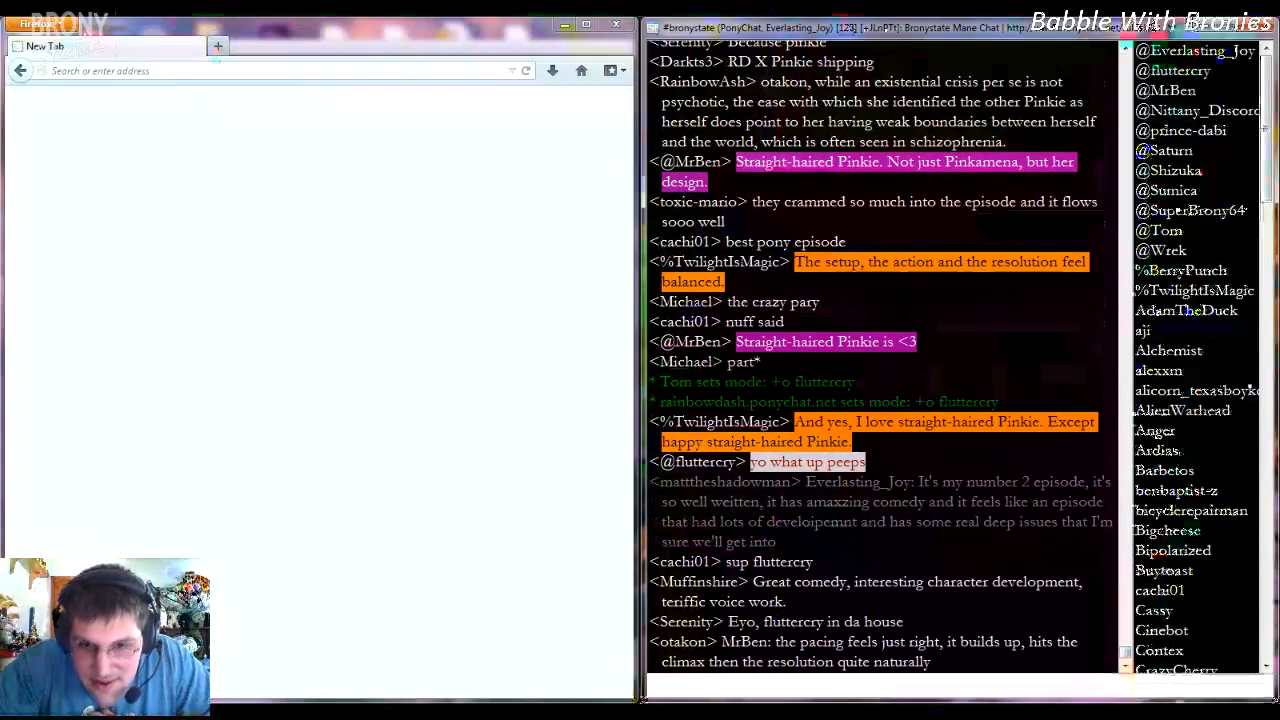 BRONY
Firefox
#bronystate (PonyChat, Everlasting_Joy) [123] [+JLnPTt]: Bronystate Mane Chat | http://
Babble With Bronies
New Tab
Search or enter address
<Serenity> Because pinkie
<Darkts3> RD X Pinkie shipping
<RainbowAsh> otakon, while an existential crisis per se is not
psychotic, the ease with which she identified the other Pinkie as
herself does point to her having weak boundaries between herself
and the world, which is often seen in schizophrenia.
<@MrBen> Straight-haired Pinkie. Not just Pinkamena, but her
design.
<toxic-mario> they crammed so much into the episode and it flows
sooo well
<cachi01> best pony episode
<%TwilightIsMagic> The setup, the action and the resolution feel
balanced.
<Michael> the crazy pary
<cachi01> nuff said
<@MrBen> Straight-haired Pinkie is <3
<Michael> part*
* Tom sets mode: +o fluttercry
* rainbowdash.ponychat.net sets mode: +o fluttercry
<%TwilightIsMagic> And yes, I love straight-haired Pinkie. Except
happy straight-haired Pinkie.
<@fluttercry> yo what up peeps
<matttheshadowman> Everlasting_Joy: It's my number 2 episode, it's
so well weitten, it has amaxzing comedy and it feels like an episode
that had lots of develoipemnt and has some real deep issues that I'm
sure we'll get into
<cachi01> sup fluttercry
<Muffinshire> Great comedy, interesting character development,
teriffic voice work.
<Serenity> Eyo, fluttercry in da house
<otakon> MrBen: the pacing feels just right, it builds up, hits the
climax then the resolution quite naturally
@Everlasting_Joy
@fluttercry
@MrBen
@Nittany_Discord
@prince-dabi
@Saturn
@Shizuka
@Sumica
@SuperBrony64
@Tom
@Wrek
%BerryPunch
%TwilightIsMagic
AdamTheDuck
aji
Alchemist
alexxm
alicorn_texasboyk
AlienWarhead
Anger
Ardias
Barbetos
benbaptist-z
bicyclerepairman
Bigcheese
Bipolarized
Buytoast
cachi01
Cassy
Cinebot
Contex
CrazyCherry